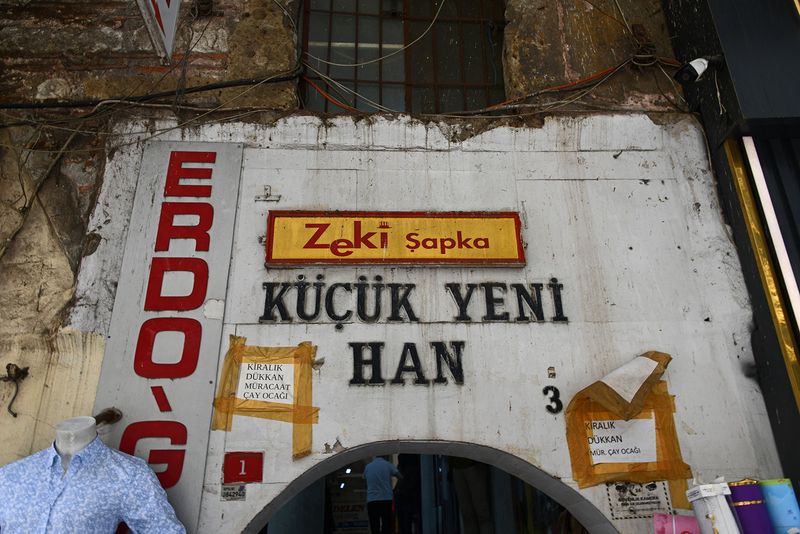 ERDO-G
Zeki Şapka
KÜÇÜK YENİ
HAN
KİRALIK
DÜKKAN
MÜRACAAT
ÇAY OCAĞI
3
KİRALIK
DÜKKAN
MÜR.
ÇAY OCAĞI
1